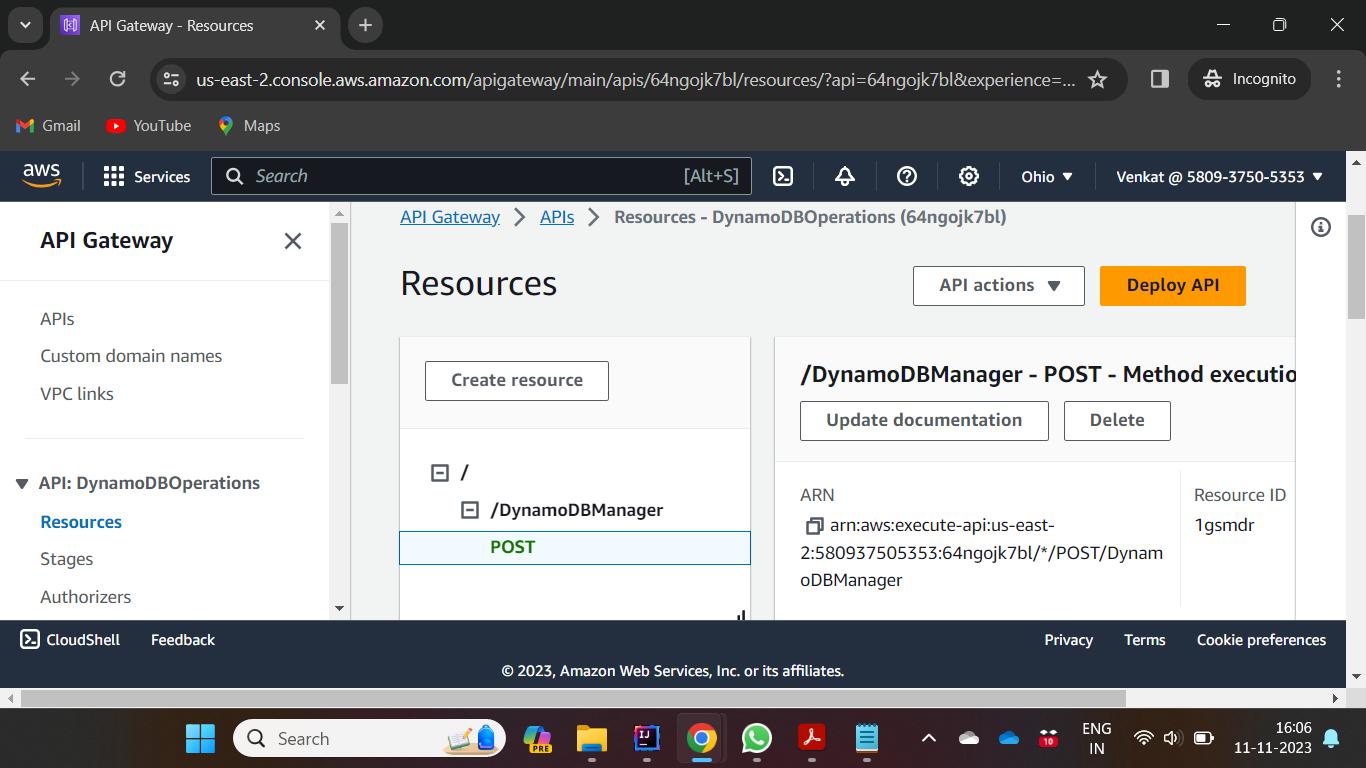 API Gateway - Resources
us-east-2.console.aws.amazon.com/apigateway/main/apis/64ngojk7bl/resources/?api=64ngojk7bl&experience=...
Incognito
Gmail
YouTube
Maps
aws
Services
Search
[Alt+S]
Ohio
Venkat @ 5809-3750-5353
API Gateway
APIs
Custom domain names
VPC links
API: DynamoDBOperations
Resources
Stages
Authorizers
API Gateway
APIs
Resources - DynamoDBOperations (64ngojk7bl)
Resources
API actions
Deploy API
Create resource
/
/DynamoDBManager
POST
/DynamoDBManager - POST - Method executio
Update documentation
Delete
ARN
arn:aws:execute-api:us-east-
2:580937505353:64ngojk7bl/*/POST/Dynam
oDBManager
Resource ID
1gsmdr
CloudShell
Feedback
Privacy
Terms
Cookie preferences
© 2023, Amazon Web Services, Inc. or its affiliates.
Search
PRE
IJ
10
ENG
IN
16:06
11-11-2023